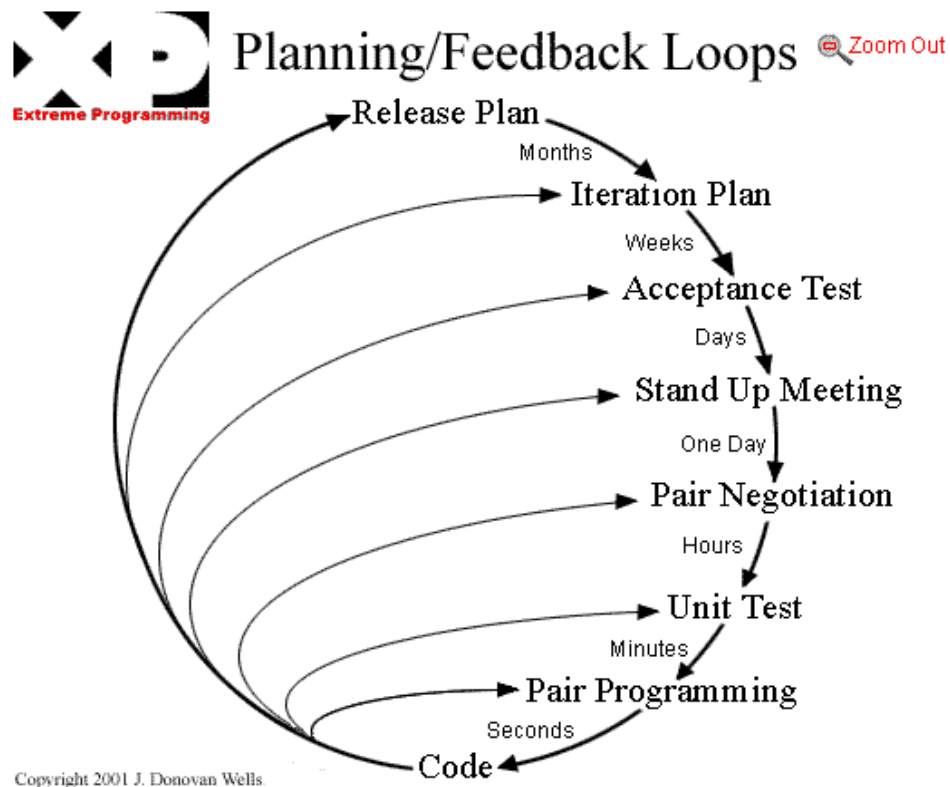 XP
Extreme Programming
Planning/Feedback Loops
Zoom Out
Release Plan
Months
Iteration Plan
Weeks
Acceptance Test
Days
Stand Up Meeting
One Day
Pair Negotiation
Hours
Unit Test
Minutes
Pair Programming
Seconds
Code
Copyright 2001 J. Donovan Wells